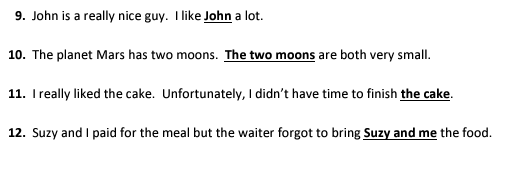 9. John is a really nice guy. I like John a lot.
10. The planet Mars has two moons. The two moons are both very small.
11. I really liked the cake. Unfortunately, I didn't have time to finish the cake.
12. Suzy and I paid for the meal but the waiter forgot to bring Suzy and me the food.